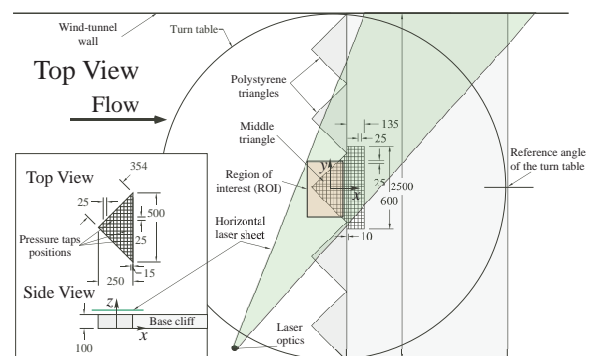 Wind-tunnel
wall
Turn table
Top View
Flow
Polystyrene
triangles
135
25
Middle
triangle
Reference angle
of the turn table
y
x
25
2500
600
10
Region of
interest (ROI)
Horizontal
laser sheet
Laser
optics
Top View
354
25
500
Pressure taps
positions
25
15
250
Side View
z
Base cliff
x
100